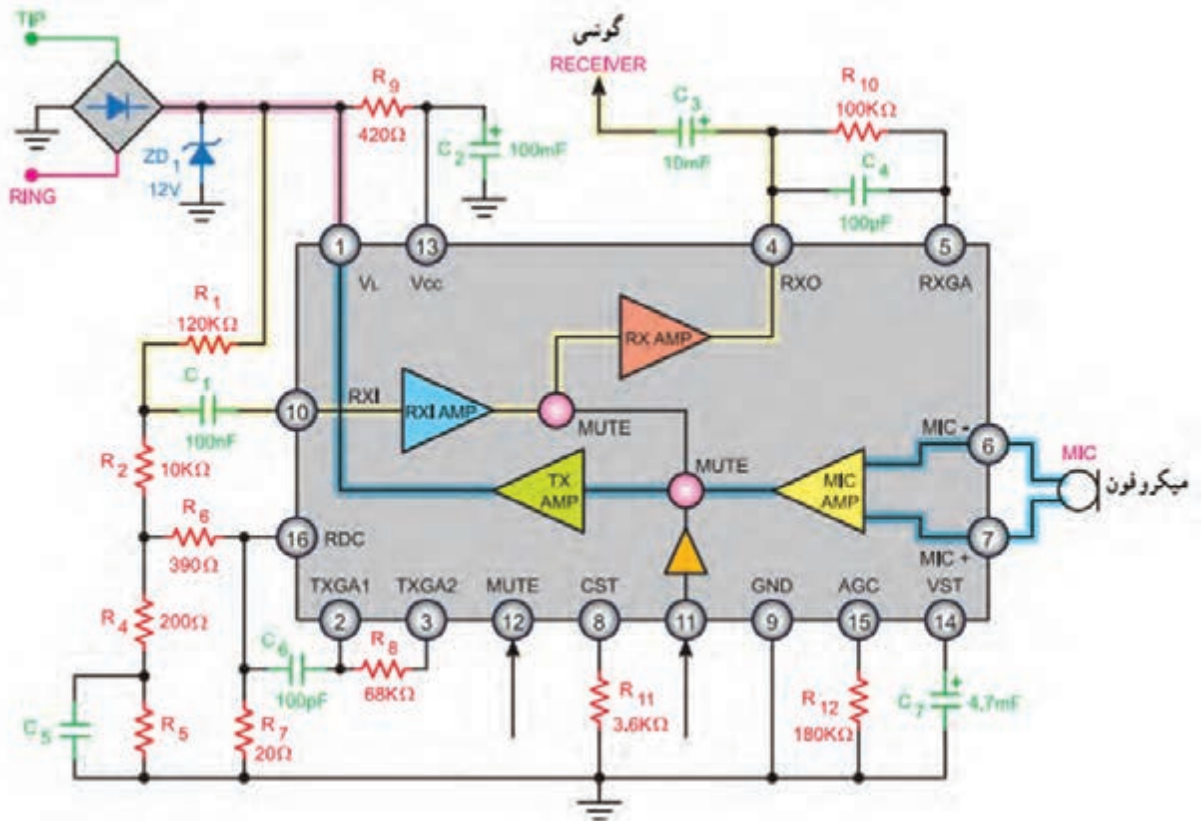 TIP
RING
ZD1
12V
R9
420Ω
C2
100mF
گوشی
RECEIVER
C3
10mF
R10
100KΩ
C4
100pF
1
13
4
5
VL
VCC
RXO
RXGA
R1
120KΩ
C1
100nF
10
RXI
RXI AMP
MUTE
RX AMP
R2
10KΩ
TX AMP
MUTE
MIC AMP
MIC -
6
MIC
میکروفون
7
MIC +
R6
390Ω
16
RDC
TXGA1
TXGA2
MUTE
CST
GND
AGC
VST
2
3
12
8
11
9
15
14
R4
200Ω
C6
100pF
R8
68KΩ
C5
R5
R7
20Ω
R11
3.6KΩ
R12
180KΩ
C7
4.7mF